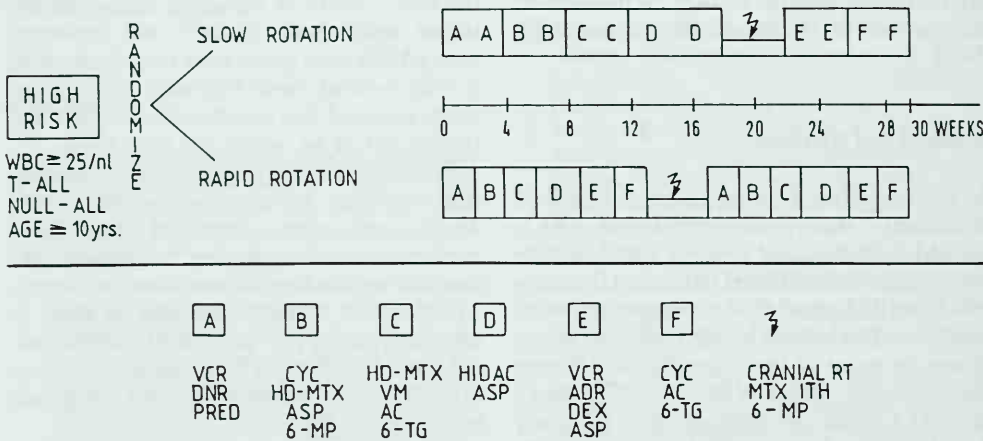 HIGH
RISK
WBC ≧ 25/nl
T-ALL
NULL-ALL
AGE ≧ 10yrs.
RANDOMIZE
SLOW ROTATION
A A B B C C D D E E F F
0 4 8 12 16 20 24 28 30 WEEKS
RAPID ROTATION
A B C D E F A B C D E F
A B C D E F
VCR
DNR
PRED
CYC
HD-MTX
ASP
6-MP
HD-MTX
VM
AC
6-TG
HIDAC
ASP
VCR
ADR
DEX
ASP
CYC
AC
6-TG
CRANIAL RT
MTX ITH
6-MP